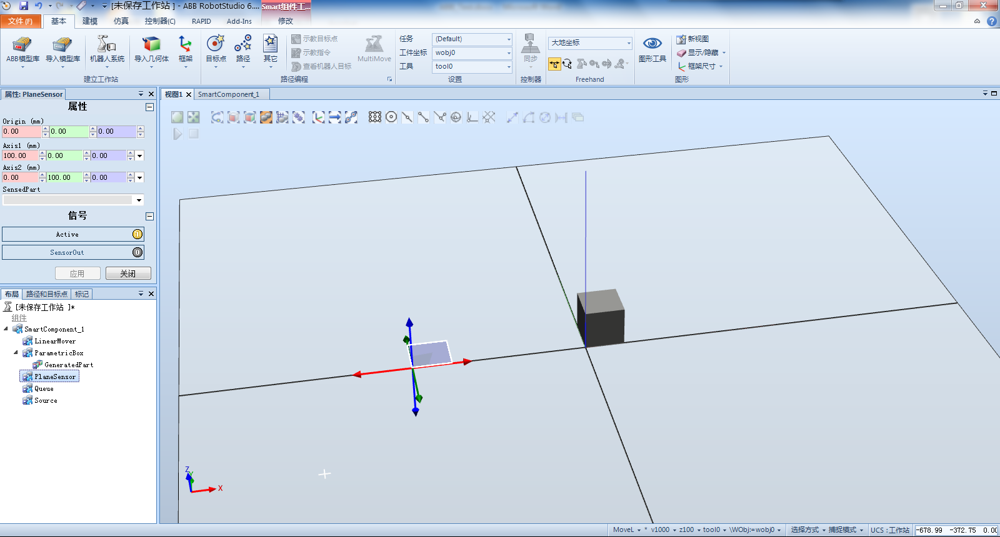 [未保存工作站 ] - ABB RobotStudio 6....
Smart组件工...
文件(F) 基本 建模 仿真 控制器(C) RAPID Add-Ins 修改
ABB模型库 导入模型库 机器人系统 导入几何体 框架
建立工作站
目标点 路径 其它
示教目标点
示教指令
查看机器人目标
MultiMove
路径编程
任务 (Default)
工件坐标 wobj0
工具 tool0
设置
同步
控制器
大地坐标
Freehand
图形工具
新视图
显示/隐藏
框架尺寸
图形
属性: PlaneSensor
属性
Origin (mm)
0.00 0.00 0.00
Axis1 (mm)
100.00 0.00 0.00
Axis2 (mm)
0.00 100.00 0.00
SensedPart
信号
Active 1
SensorOut 0
应用 关闭
布局 路径和目标点 标记
[未保存工作站 ]*
组件
SmartComponent_1
LinearMover
ParametricBox
GeneratedPart
PlaneSensor
Queue
Source
视图1 SmartComponent_1
Z
Y
X
MoveL * v1000 z100 tool0 \WObj:=wobj0 选择方式 捕捉模式 UCS : 工作站 -678.99 -372.75 0.00